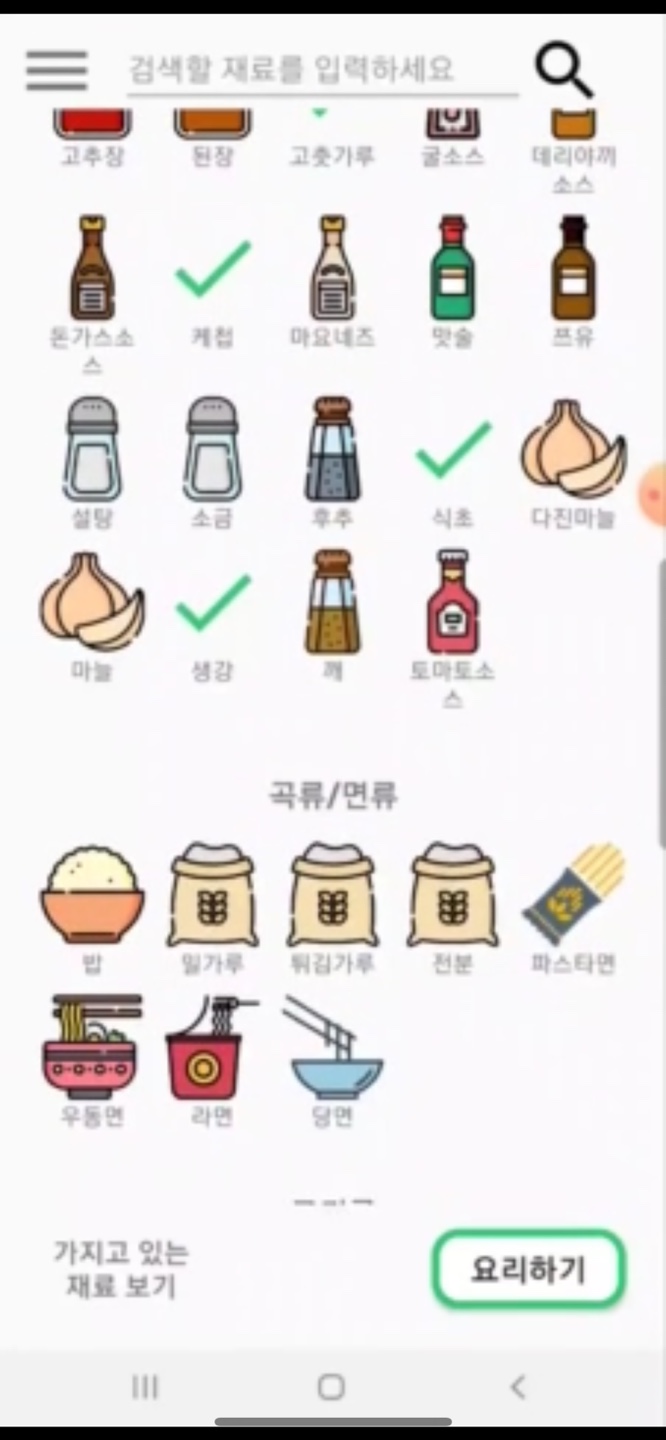 검색할 재료를 입력하세요
고추장 된장 고춧가루 굴소스 데리야끼
소스
돈가스소 케첩 마요네즈 맛술 쯔유
스
설탕 소금 후추 식초 다진마늘
마늘 생강 깨 토마토소
스
곡류/면류
밥 밀가루 튀김가루 전분 파스타면
우동면 라면 당면
가지고 있는
재료 보기
요리하기